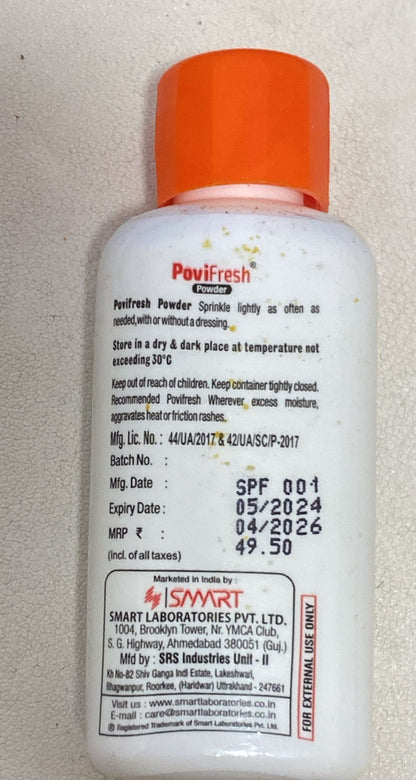 PoviFresh®
Powder
Povifresh Powder Sprinkle lightly as often as
needed,with or without a dressing.
Store in a dry & dark place at temperature not
exceeding 30°C
Keep out of reach of children. Keep container tightly closed.
Recommended Povifresh Wherever excess moisture,
aggravates heat or friction rashes.
Mfg. Lic. No. : 44/UA/2017 & 42/UA/SC/P-2017
Batch No. : SPF 001
Mfg. Date : 05/2024
Expiry Date : 04/2026
MRP ₹ : 49.50
(Incl. of all taxes)
Marketed in India by :
SMART
SMART LABORATORIES PVT. LTD.
1004, Brooklyn Tower, Nr. YMCA Club,
S. G. Highway, Ahmedabad 380051 (Guj.)
Mfd by : SRS Industries Unit - II
Kh No-82 Shiv Ganga Indl Estate, Lakeshwari,
Bhagwanpur, Roorkee, (Haridwar) Uttrakhand - 247661
Visit us : www.smartlaboratories.co.in
E-mail : care@smartlaboratories.co.in
® Registered Trademark of Smart Laboratories Pvt. Ltd.
FOR EXTERNAL USE ONLY